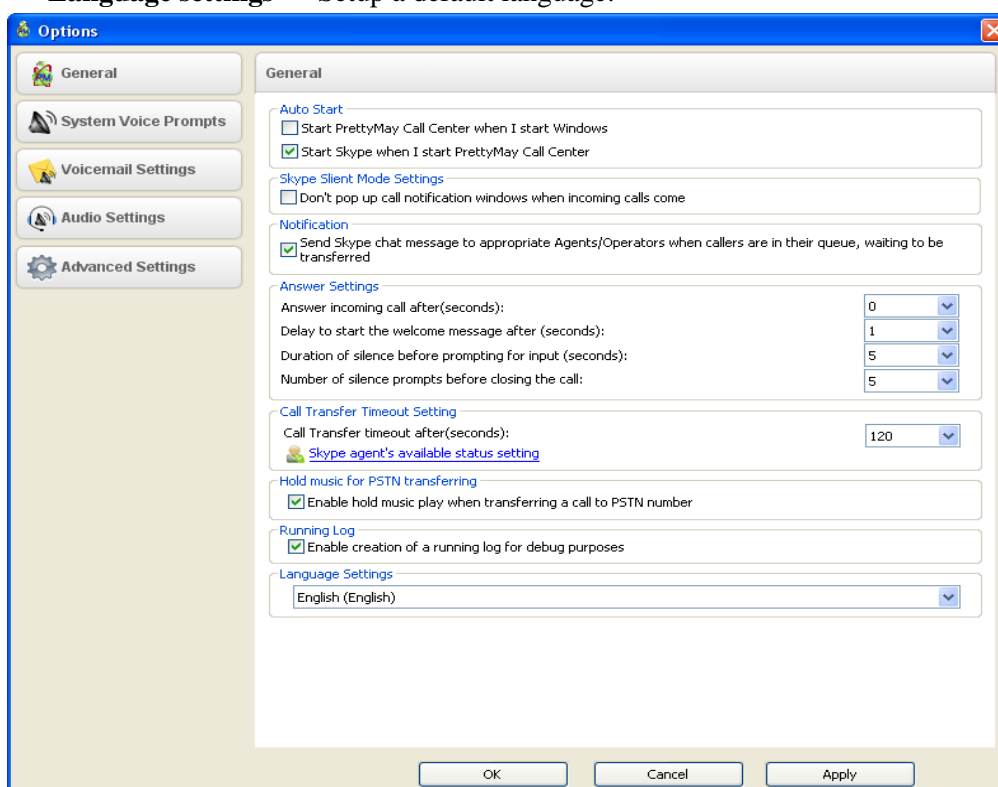 Language settings — Setup a default language.
Options
General
System Voice Prompts
Voicemail Settings
Audio Settings
Advanced Settings
General
Auto Start
Start PrettyMay Call Center when I start Windows
Start Skype when I start PrettyMay Call Center
Skype Slient Mode Settings
Don't pop up call notification windows when incoming calls come
Notification
Send Skype chat message to appropriate Agents/Operators when callers are in their queue, waiting to be
transferred
Answer Settings
Answer incoming call after(seconds):
0
Delay to start the welcome message after (seconds):
1
Duration of silence before prompting for input (seconds):
5
Number of silence prompts before closing the call:
5
Call Transfer Timeout Setting
Call Transfer timeout after(seconds):
120
Skype agent's available status setting
Hold music for PSTN transferring
Enable hold music play when transferring a call to PSTN number
Running Log
Enable creation of a running log for debug purposes
Language Settings
English (English)
OK
Cancel
Apply